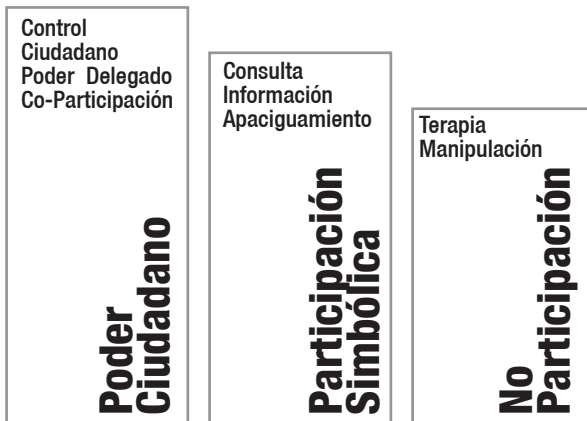 Control
Ciudadano
Poder Delegado
Co-Participación
Poder
Ciudadano
Consulta
Información
Apaciguamiento
Participación
Simbólica
Terapia
Manipulación
No
Participación